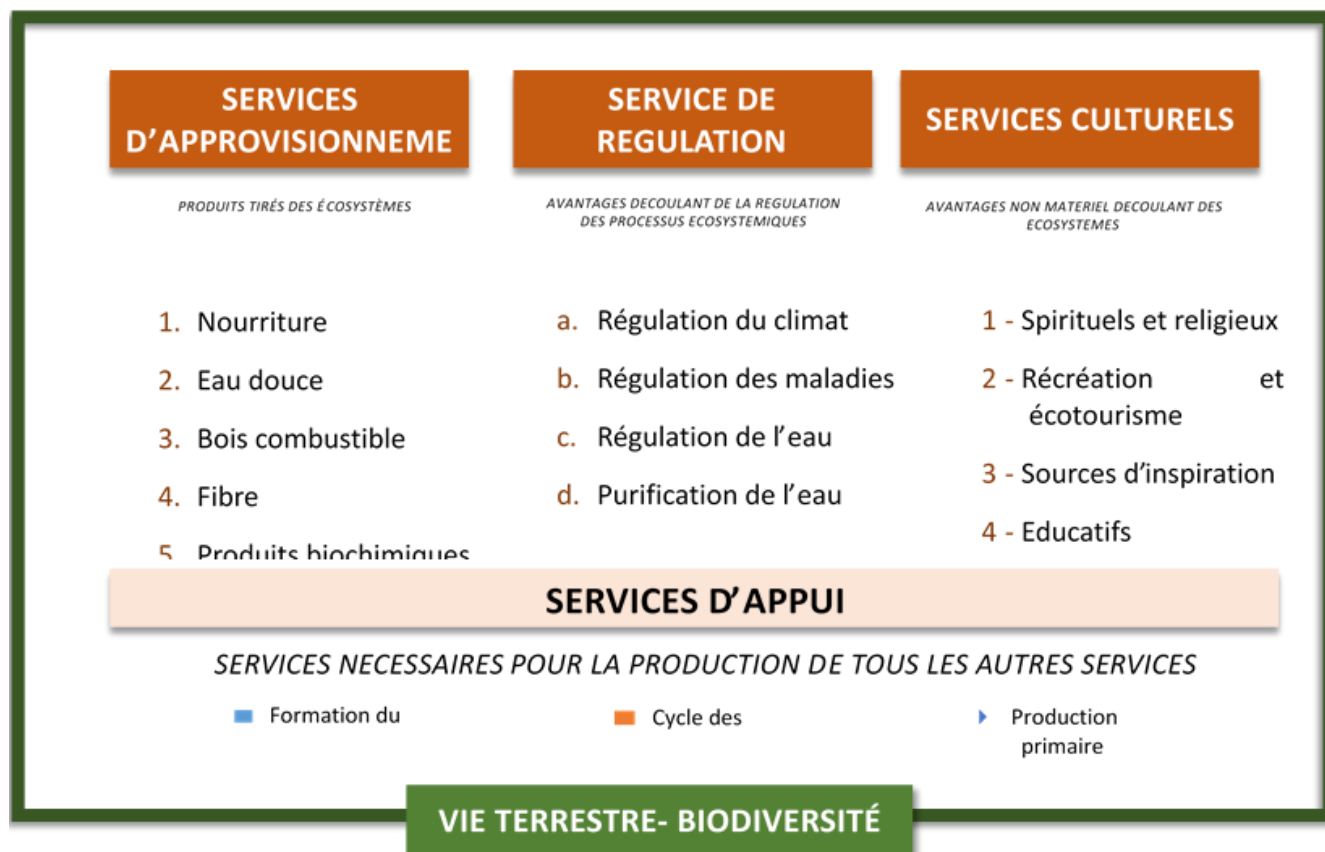 SERVICES
D'APPROVISIONNEME
PRODUITS TIRÉS DES ÉCOSYSTÈMES
1. Nourriture
2. Eau douce
3. Bois combustible
4. Fibre
5 Produits biochimiques
SERVICE DE
REGULATION
AVANTAGES DECOULANT DE LA REGULATION
DES PROCESSUS ECOSYSTEMIQUES
a. Régulation du climat
b. Régulation des maladies
c. Régulation de l'eau
d. Purification de l'eau
SERVICES CULTURELS
AVANTAGES NON MATERIEL DECOULANT DES
ECOSYSTEMES
1 - Spirituels et religieux
2 - Récréation et
écotourisme
3 - Sources d'inspiration
4 - Educatifs
SERVICES D'APPUI
SERVICES NECESSAIRES POUR LA PRODUCTION DE TOUS LES AUTRES SERVICES
Formation du
Cycle des
Production
primaire
VIE TERRESTRE- BIODIVERSITÉ